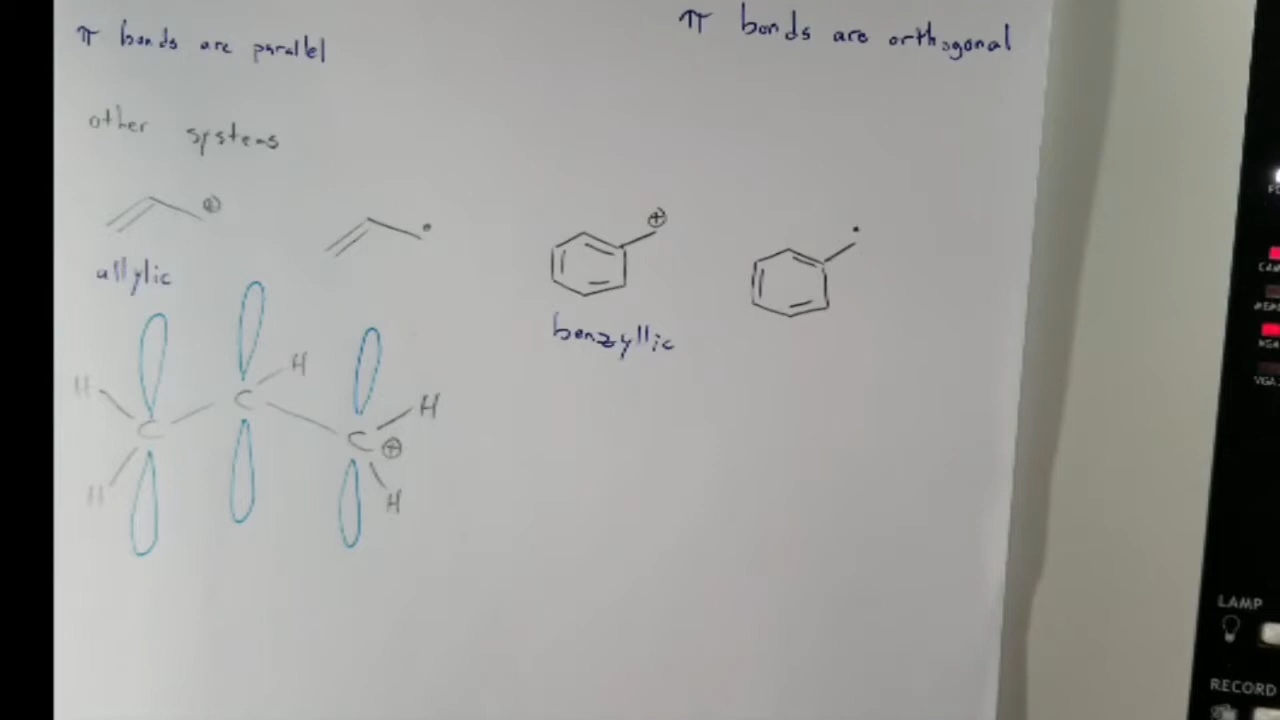 π bonds are parallel
π bonds are orthogonal
other systems
⊕
⊕
allylic
benzyllic
H
H
H
C
C
C ⊕
H
H
LAMP
RECORD